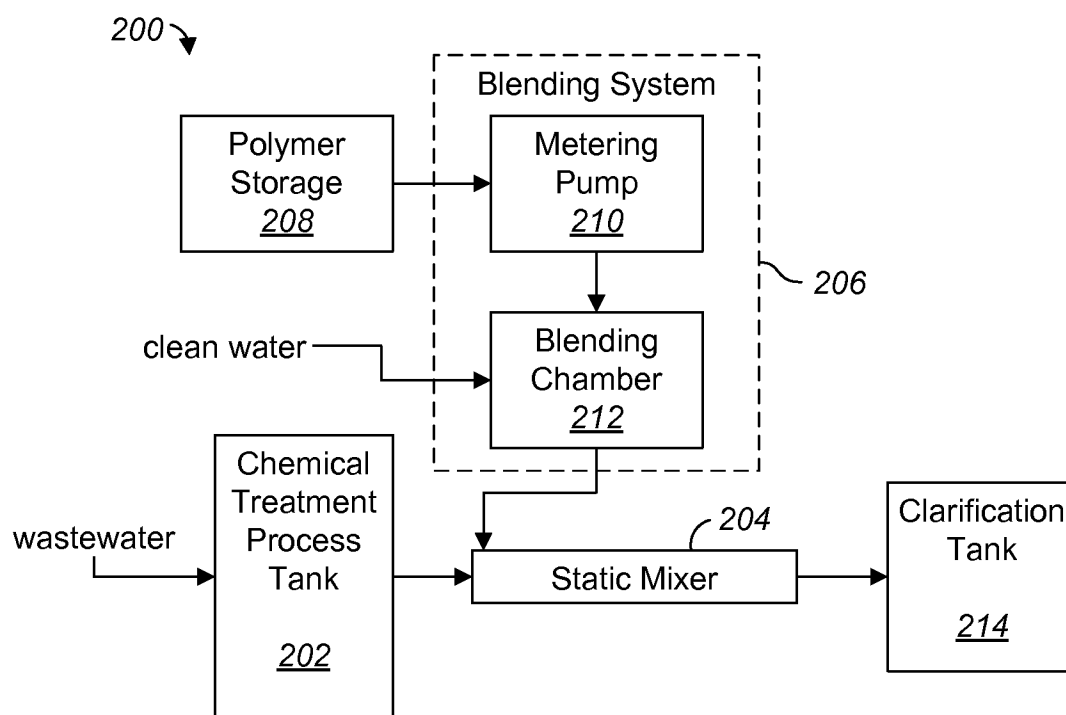 200
Blending System
Polymer
Storage
208
Metering
Pump
210
206
clean water
Blending
Chamber
212
Chemical
Treatment
Process
Tank
202
wastewater
204
Static Mixer
Clarification
Tank
214